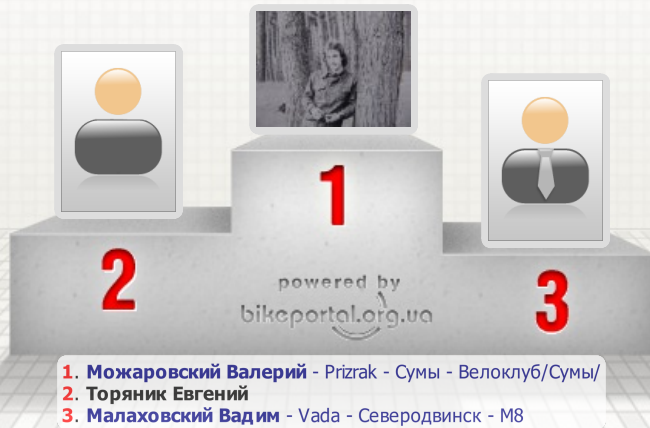 1
2
3
powered by
bikeportal.org.ua
1. Можаровский Валерий - Prizrak - Сумы - Велоклуб/Сумы/
2. Торяник Евгений
3. Малаховский Вадим - Vada - Северодвинск - М8